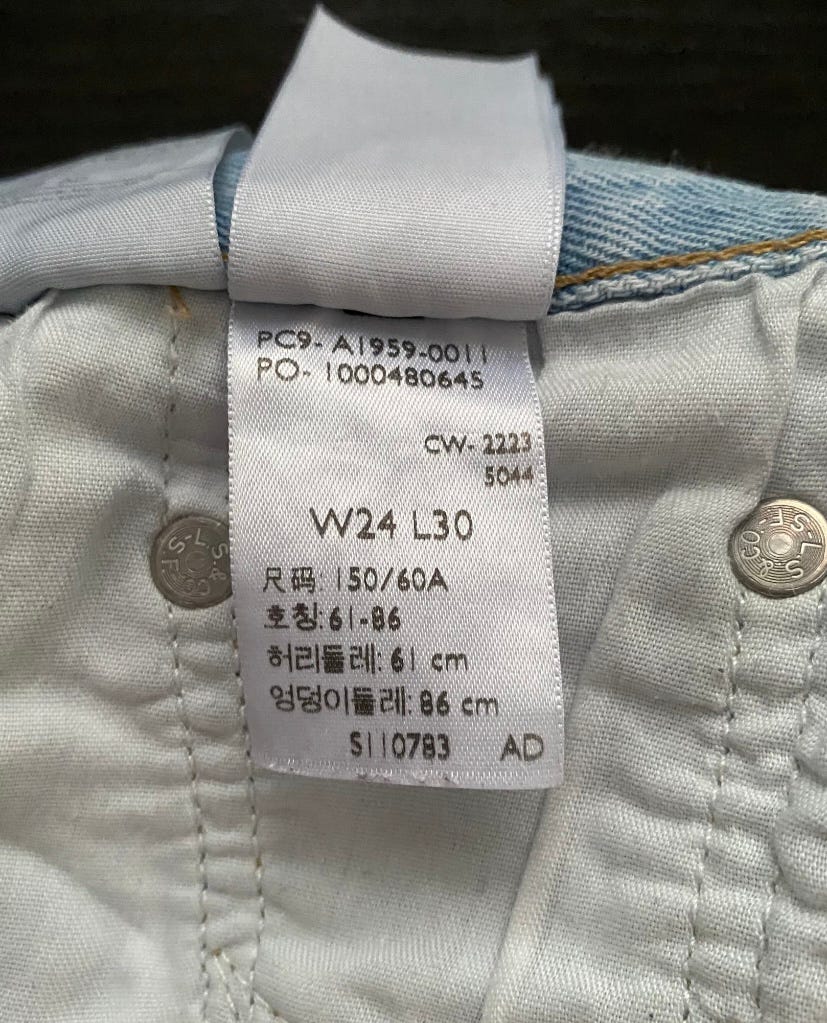 PC9- A1959-0011
PO- 1000480645
CW- 2223
5044
W24 L30
尺码: 150/60A
호칭: 61-86
허리둘레: 61 cm
엉덩이둘레: 86 cm
S110783 AD